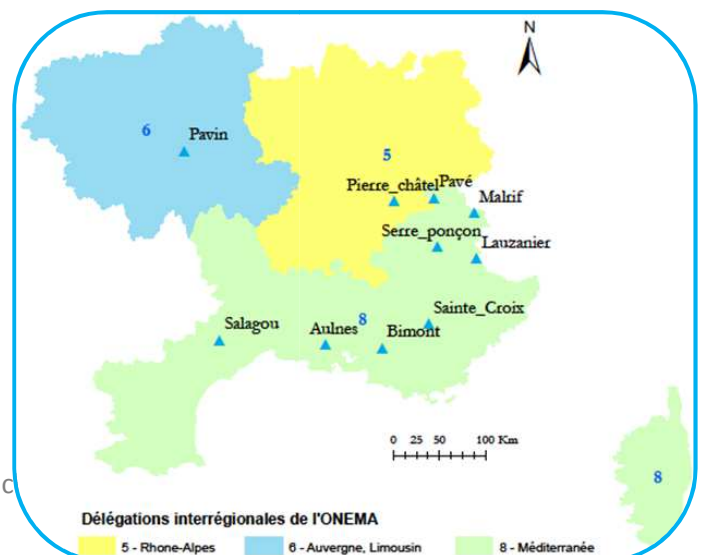 N
6
Pavin
5
Pierre_châtel
Pavé
Malrif
Serre_ponçon
Lauzanier
Sainte_Croix
Salagou
Aulnes
8
Bimont
0 25 50 100 Km
8
c
Délégations interrégionales de l'ONEMA
5 - Rhone-Alpes
6 - Auvergne, Limousin
8 - Méditerranée